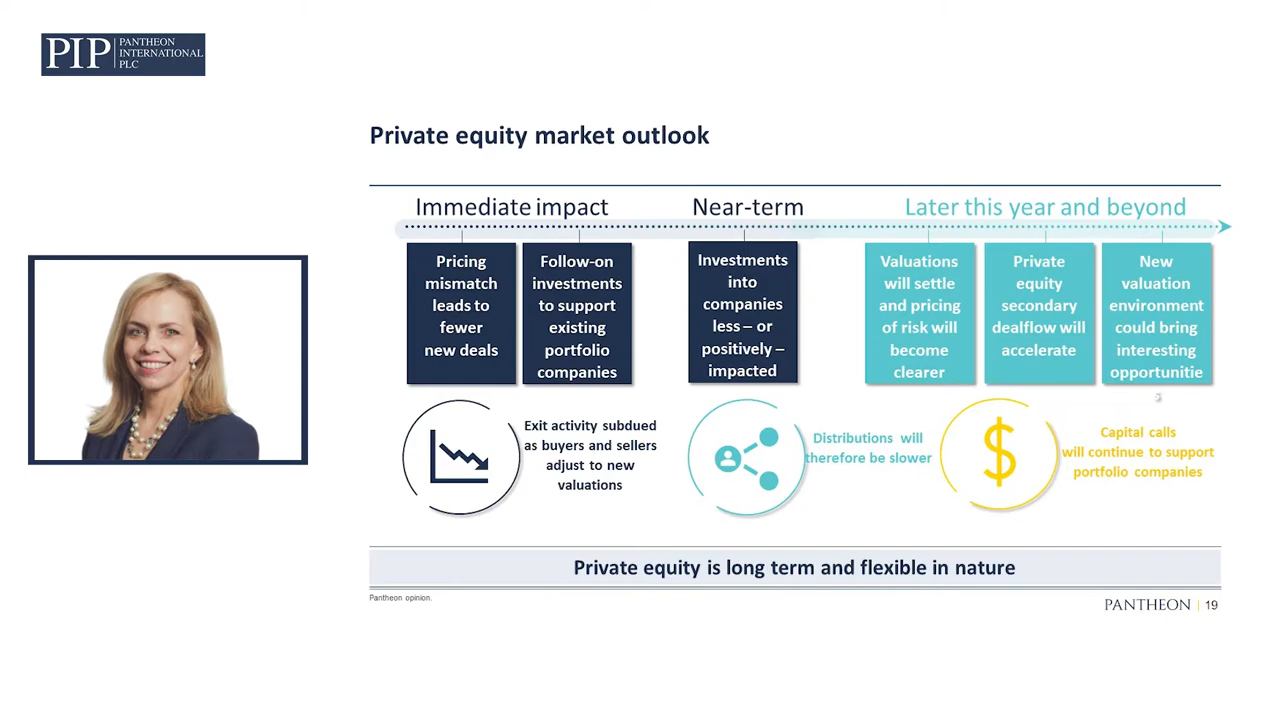 PIP PANTHEON
INTERNATIONAL
PLC
Private equity market outlook
Immediate impact
Near-term
Later this year and beyond
Pricing
mismatch
leads to
fewer
new deals
Follow-on
investments
to support
existing
portfolio
companies
Investments
into
companies
less – or
positively –
impacted
Valuations
will settle
and pricing
of risk will
become
clearer
Private
equity
secondary
dealflow will
accelerate
New
valuation
environment
could bring
interesting
opportunitie
s
Exit activity subdued
as buyers and sellers
adjust to new
valuations
Distributions will
therefore be slower
$
Capital calls
will continue to support
portfolio companies
Private equity is long term and flexible in nature
Pantheon opinion.
PANTHEON | 19